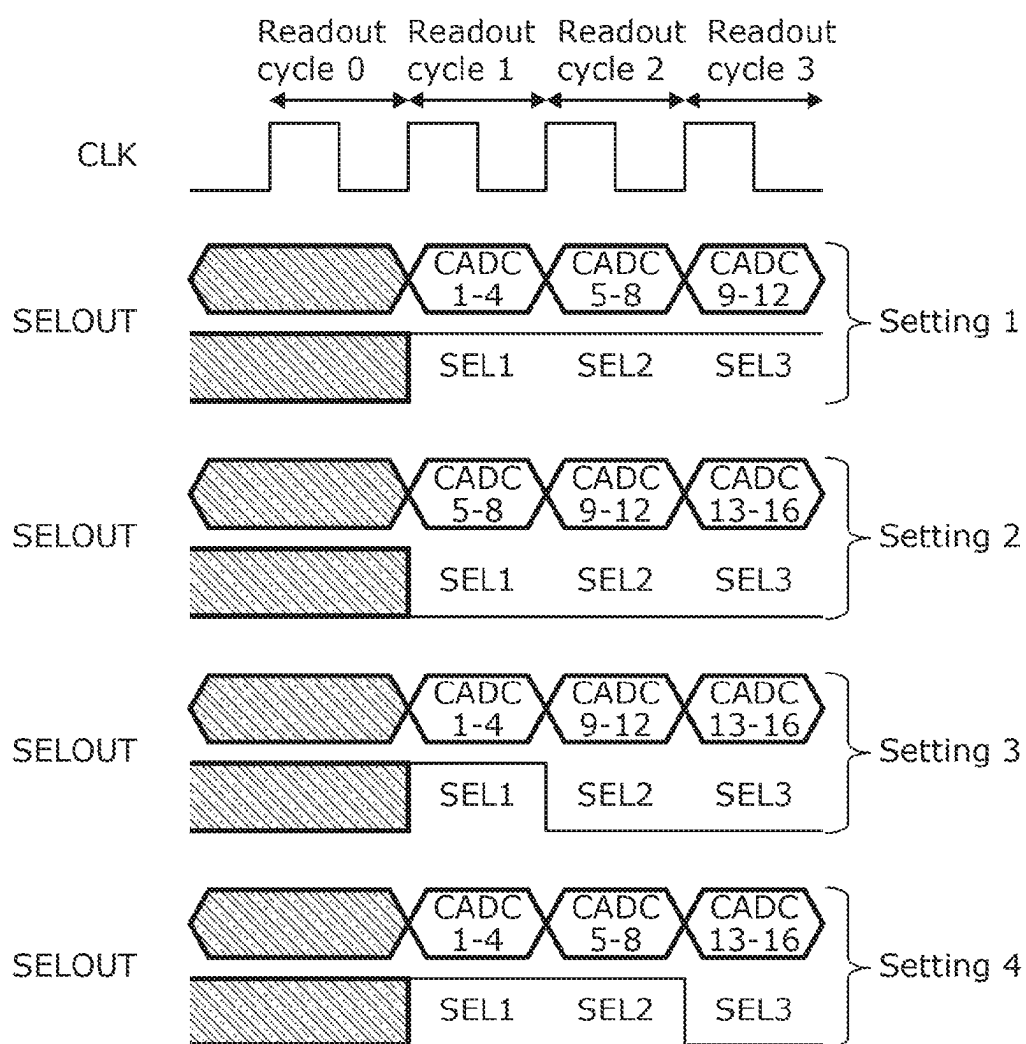 Readout Readout Readout Readout
cycle 0 cycle 1 cycle 2 cycle 3
CLK
CADC CADC CADC
1-4 5-8 9-12
SELOUT Setting 1
SEL1 SEL2 SEL3
CADC CADC CADC
5-8 9-12 13-16
SELOUT Setting 2
SEL1 SEL2 SEL3
CADC CADC CADC
1-4 9-12 13-16
SELOUT Setting 3
SEL1 SEL2 SEL3
CADC CADC CADC
1-4 5-8 13-16
SELOUT Setting 4
SEL1 SEL2 SEL3